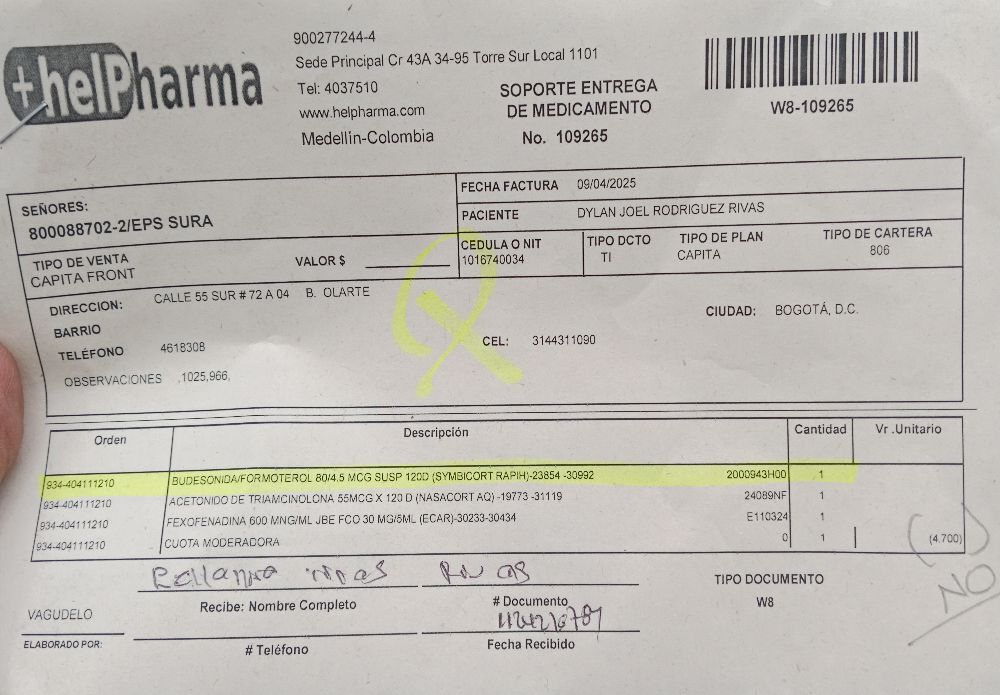 +helPharma
900277244-4
Sede Principal Cr 43A 34-95 Torre Sur Local 1101
Tel: 4037510
www.helpharma.com
Medellín-Colombia
SOPORTE ENTREGA
DE MEDICAMENTO
No. 109265
W8-109265
SEÑORES:
800088702-2/EPS SURA
FECHA FACTURA 09/04/2025
PACIENTE DYLAN JOEL RODRIGUEZ RIVAS
TIPO DE VENTA
CAPITA FRONT
VALOR $
CEDULA O NIT
1016740034
TIPO DCTO
TI
TIPO DE PLAN
CAPITA
TIPO DE CARTERA
806
DIRECCION: CALLE 55 SUR # 72 A 04 B. OLARTE
BARRIO
TELÉFONO 4618308
CEL: 3144311090
CIUDAD: BOGOTÁ, D.C.
OBSERVACIONES ,1025,966,
Orden Descripción Cantidad Vr .Unitario
934-404111210 BUDESONIDA/FORMOTEROL 80/4.5 MCG SUSP 120D (SYMBICORT RAPIH)-23854 -30992 2000943H00 1
934-404111210 ACETONIDO DE TRIAMCINOLONA 55MCG X 120 D (NASACORT AQ) -19773 -31119 24089NF 1
934-404111210 FEXOFENADINA 600 MNG/ML JBE FCO 30 MG/5ML (ECAR)-30233-30434 E110324 1
934-404111210 CUOTA MODERADORA 0 1 (4.700)
NO
Rivas
Recibe: Nombre Completo
# Documento
TIPO DOCUMENTO
W8
VAGUDELO
ELABORADO POR:
# Teléfono
Fecha Recibido